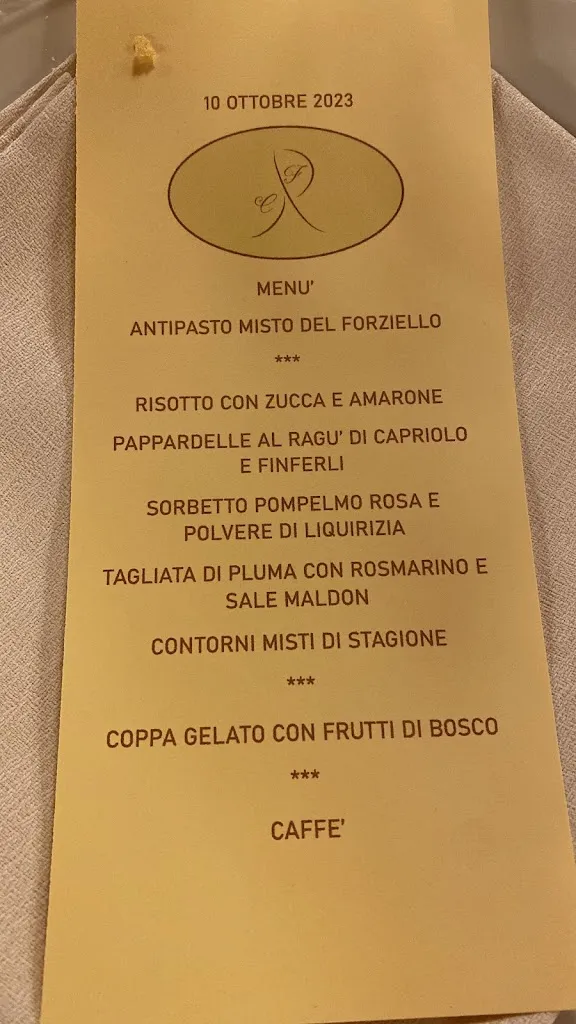 10 OTTOBRE 2023
F
C
MENU'
ANTIPASTO MISTO DEL FORZIELLO
***
RISOTTO CON ZUCCA E AMARONE
PAPPARDELLE AL RAGU' DI CAPRIOLO
E FINFERLI
SORBETTO POMPELMO ROSA E
POLVERE DI LIQUIRIZIA
TAGLIATA DI PLUMA CON ROSMARINO E
SALE MALDON
CONTORNI MISTI DI STAGIONE
***
COPPA GELATO CON FRUTTI DI BOSCO
***
CAFFE'